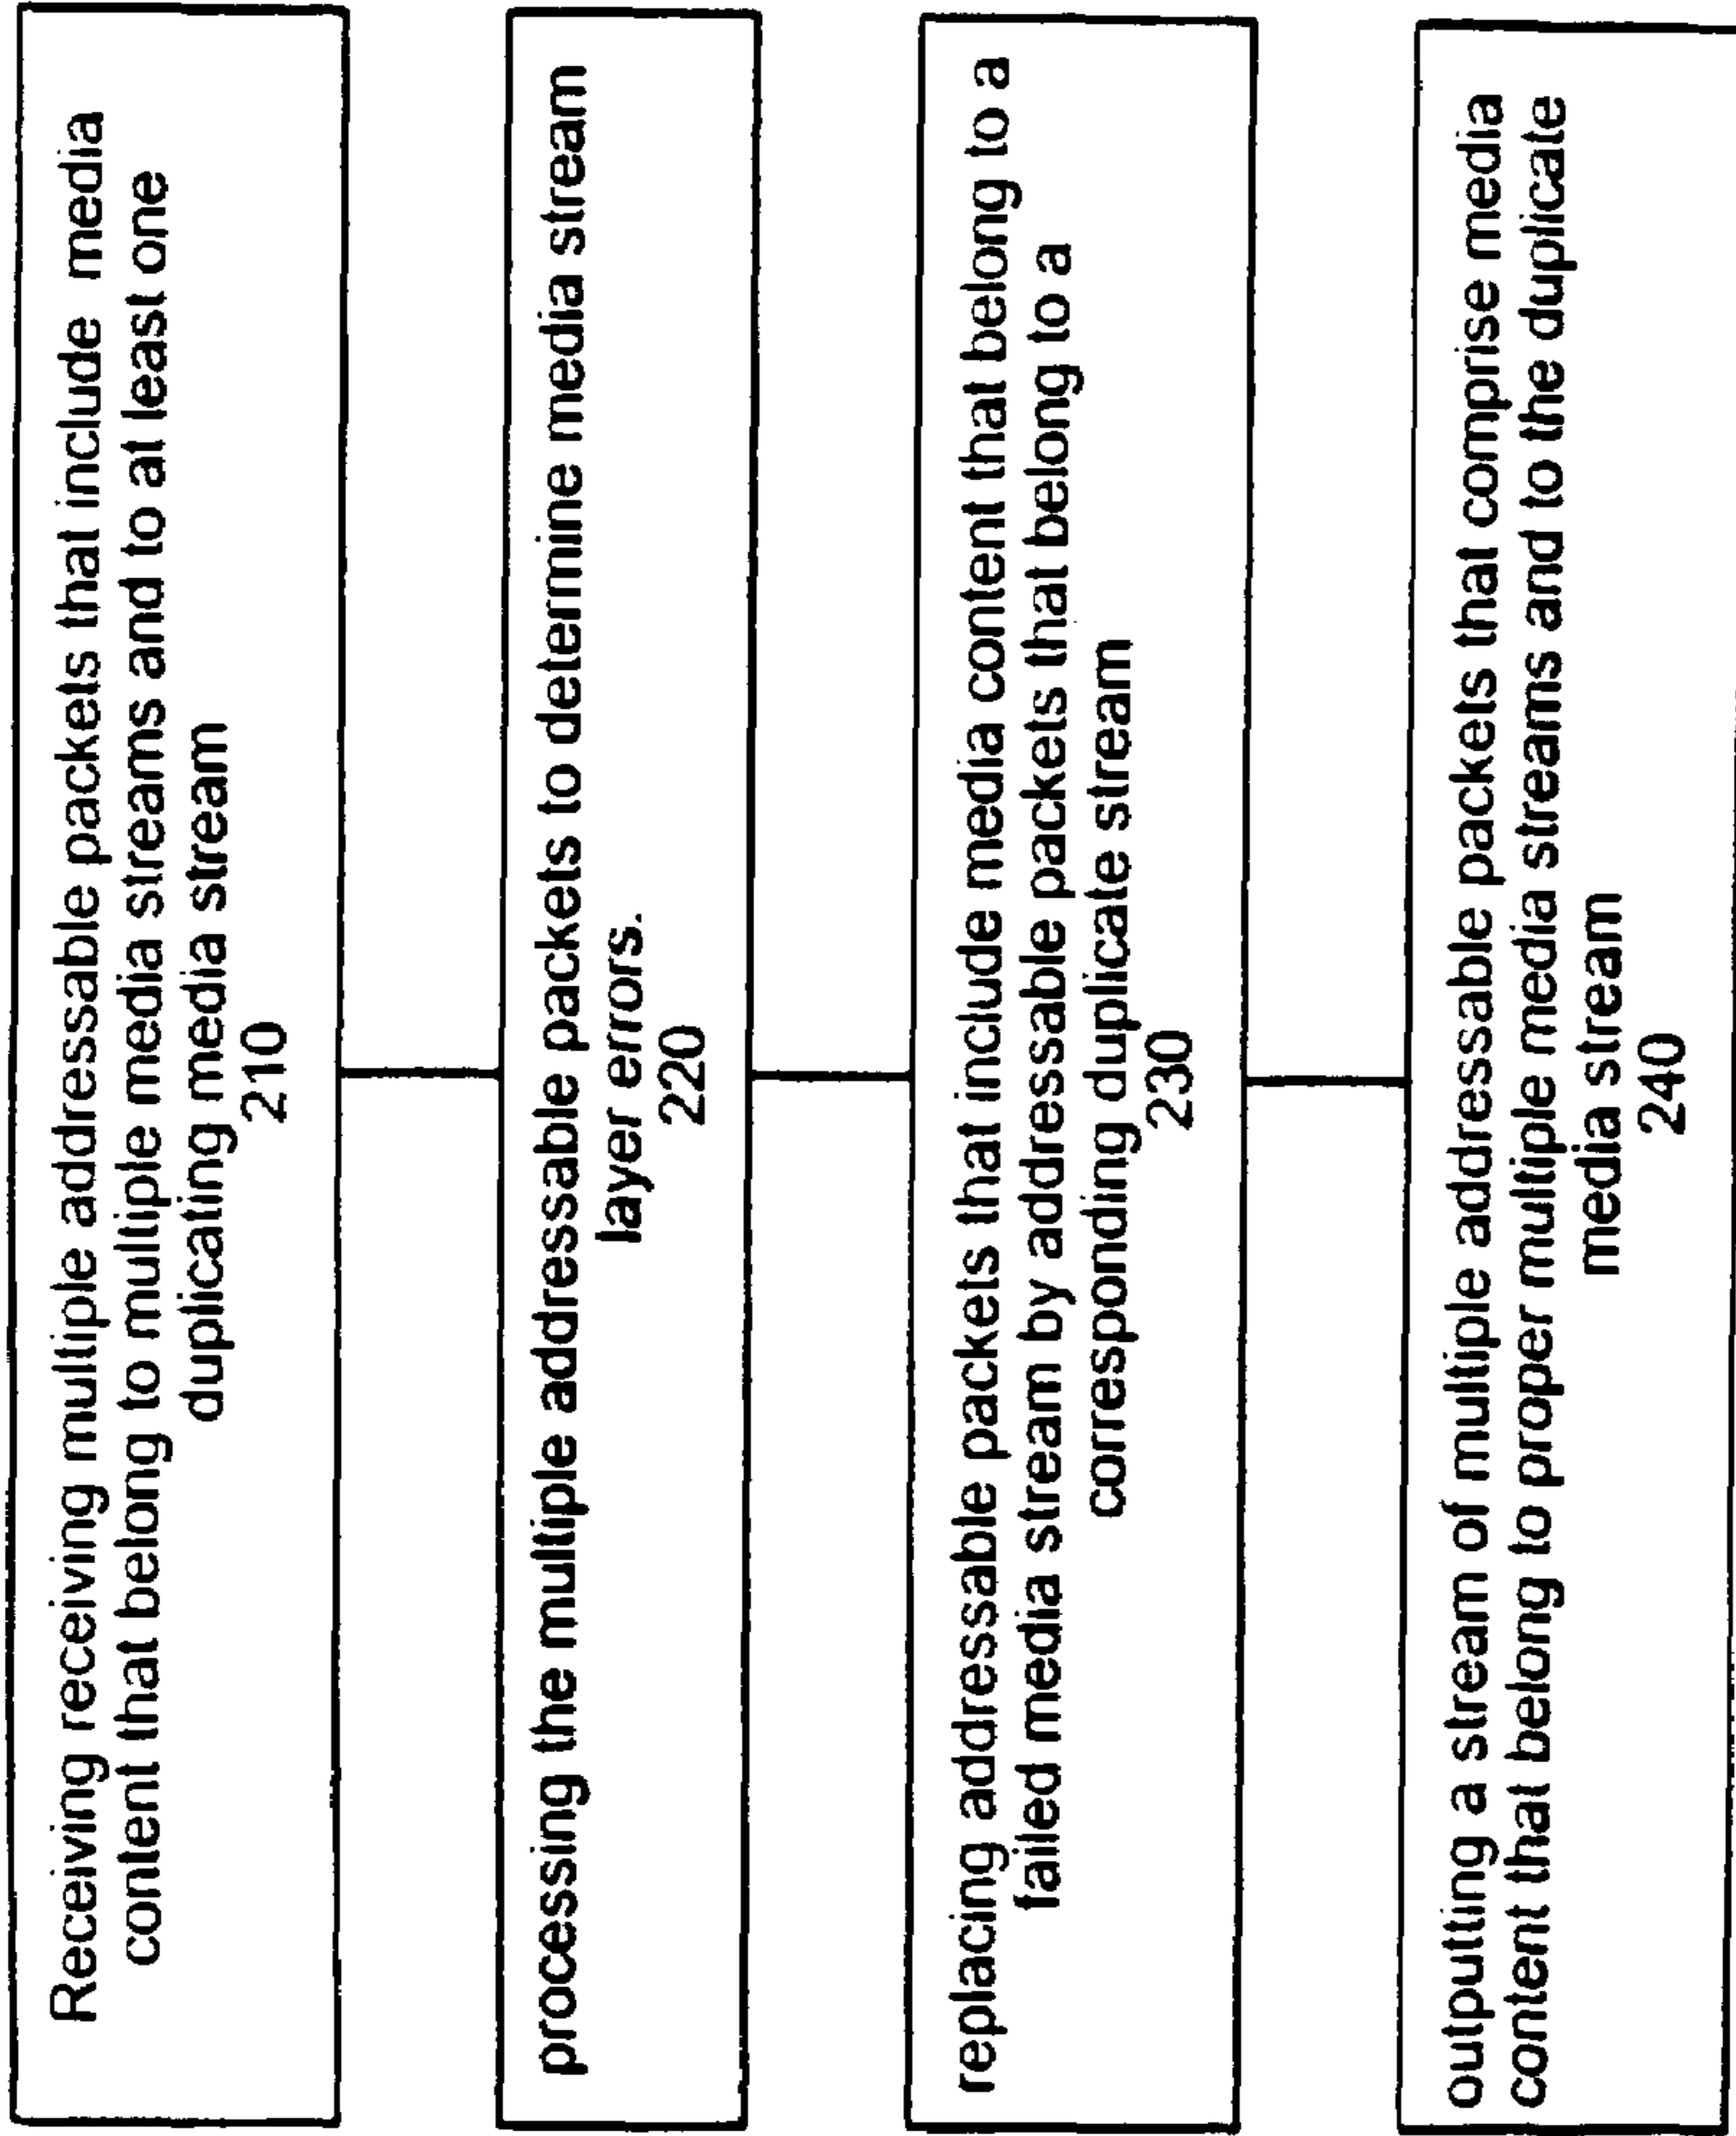 Receiving receiving multiple addressable packets that include media
content that belong to multiple media streams and to at least one
duplicating media stream
210
processing the multiple addressable packets to determine media stream
layer errors.
220
replacing addressable packets that include media content that belong to a
failed media stream by addressable packets that belong to a
corresponding duplicate stream
230
outputting a stream of multiple addressable packets that comprise media
content that belong to proper multiple media streams and to the duplicate
media stream
240